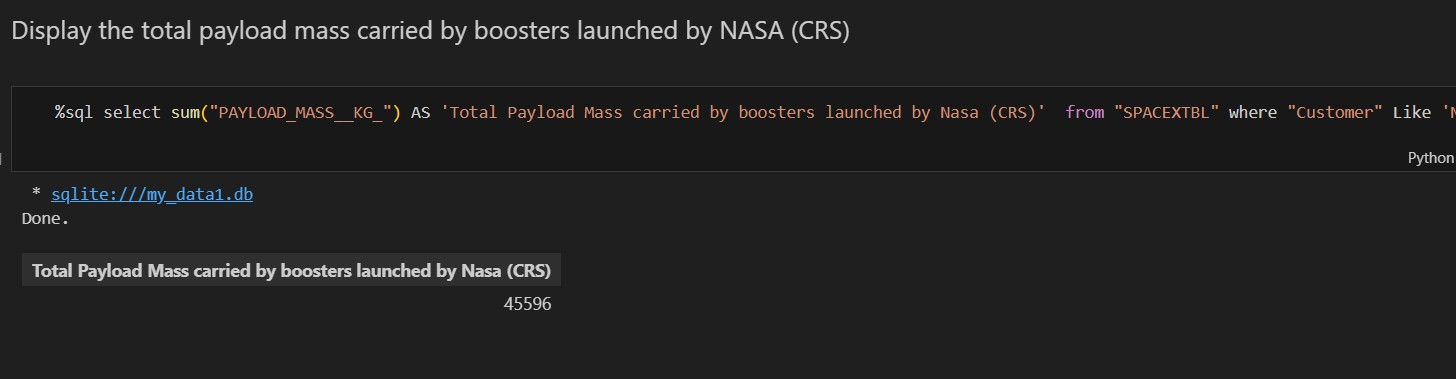 Display the total payload mass carried by boosters launched by NASA (CRS)
%sql select sum("PAYLOAD_MASS__KG_") AS 'Total Payload Mass carried by boosters launched by Nasa (CRS)'  from "SPACEXTBL" where "Customer" Like '
Python
* sqlite:///my_data1.db
Done.
Total Payload Mass carried by boosters launched by Nasa (CRS)
45596